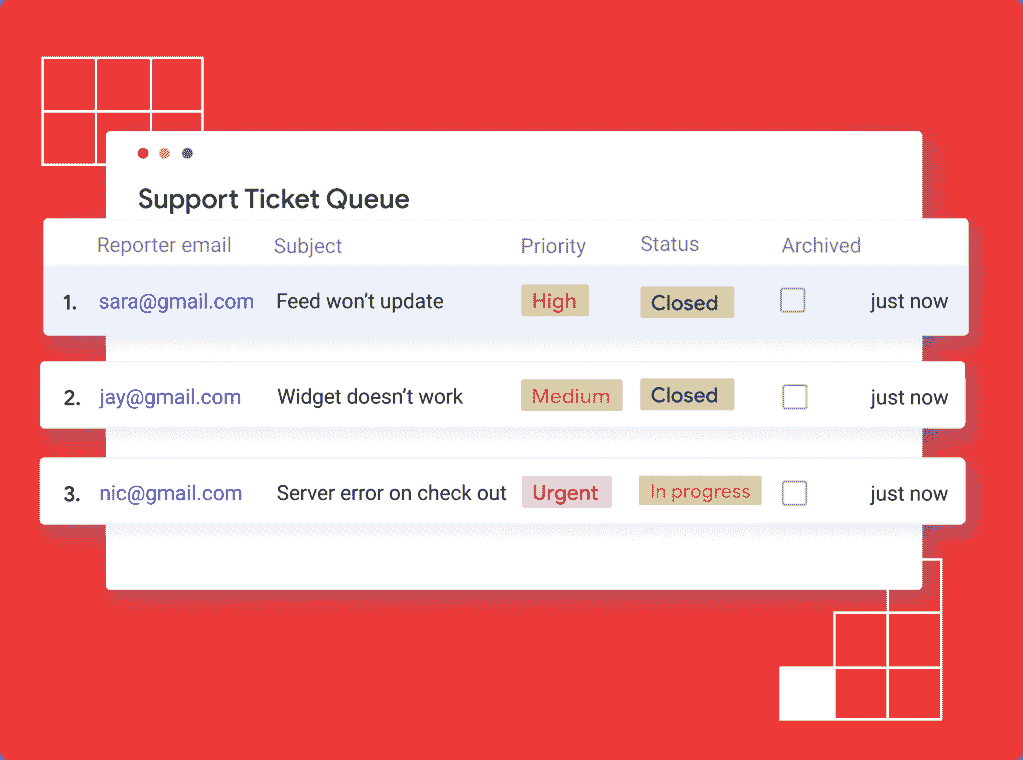 Support Ticket Queue
Reporter email Subject Priority Status Archived
1. sara@gmail.com Feed won’t update High Closed just now
2. jay@gmail.com Widget doesn’t work Medium Closed just now
3. nic@gmail.com Server error on check out Urgent In progress just now